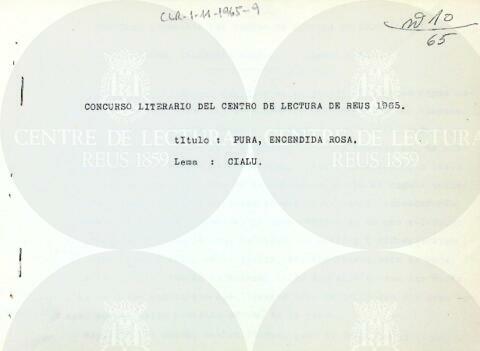 CLR-1-11-1965-9
nº 10
65
CONCURSO LITERARIO DEL CENTRO DE LECTURA DE REUS 1965.
título : PURA, ENCENDIDA ROSA.
Lema : CIALU.
CENTRE DE LECTURA
REUS 1859
CENTRE DE LECTURA
REUS 1859